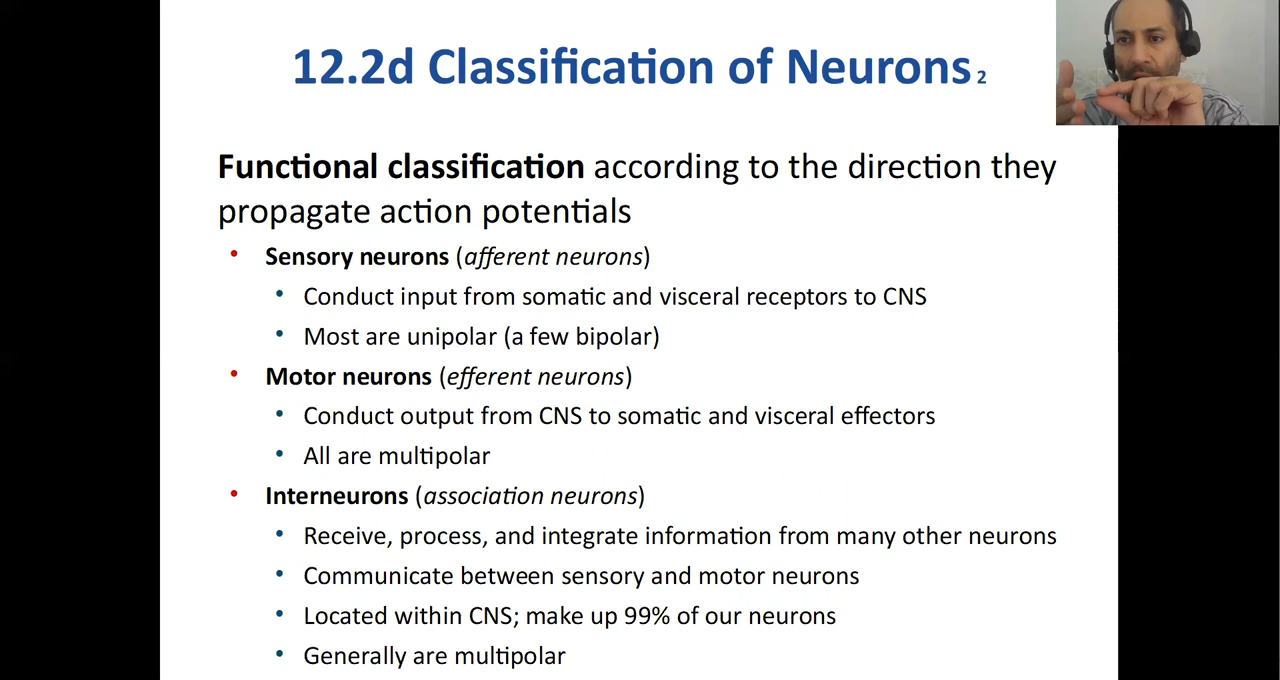 12.2d Classification of Neurons 2
Functional classification according to the direction they
propagate action potentials
• Sensory neurons (afferent neurons)
• Conduct input from somatic and visceral receptors to CNS
• Most are unipolar (a few bipolar)
• Motor neurons (efferent neurons)
• Conduct output from CNS to somatic and visceral effectors
• All are multipolar
• Interneurons (association neurons)
• Receive, process, and integrate information from many other neurons
• Communicate between sensory and motor neurons
• Located within CNS; make up 99% of our neurons
• Generally are multipolar